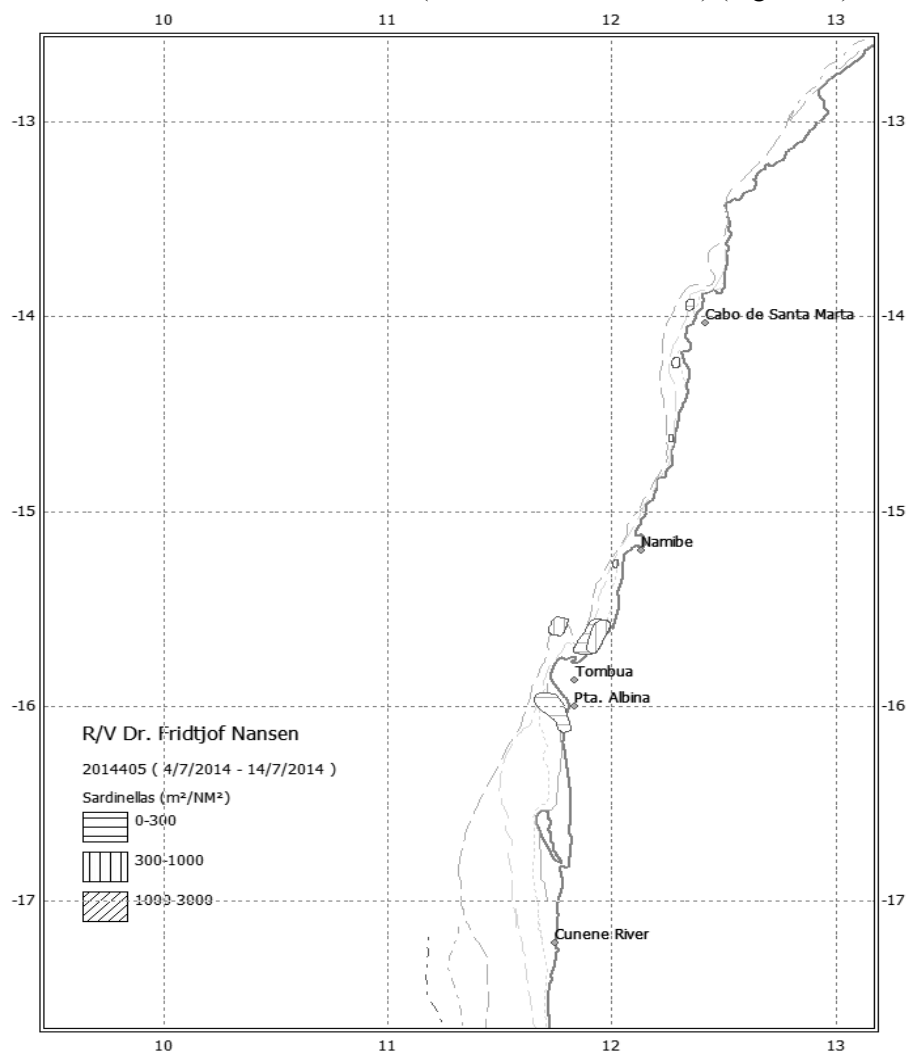 10 11 12 13
-13 -13
-14 -14
Cabo de Santa Marta
-15 -15
Namibe
Tombua
Pta. Albina
-16 -16
R/V Dr. Fridtjof Nansen
2014405 ( 4/7/2014 - 14/7/2014 )
Sardinellas (m²/NM²)
0-300
300-1000
1000-3000
-17 -17
Cunene River
10 11 12 13